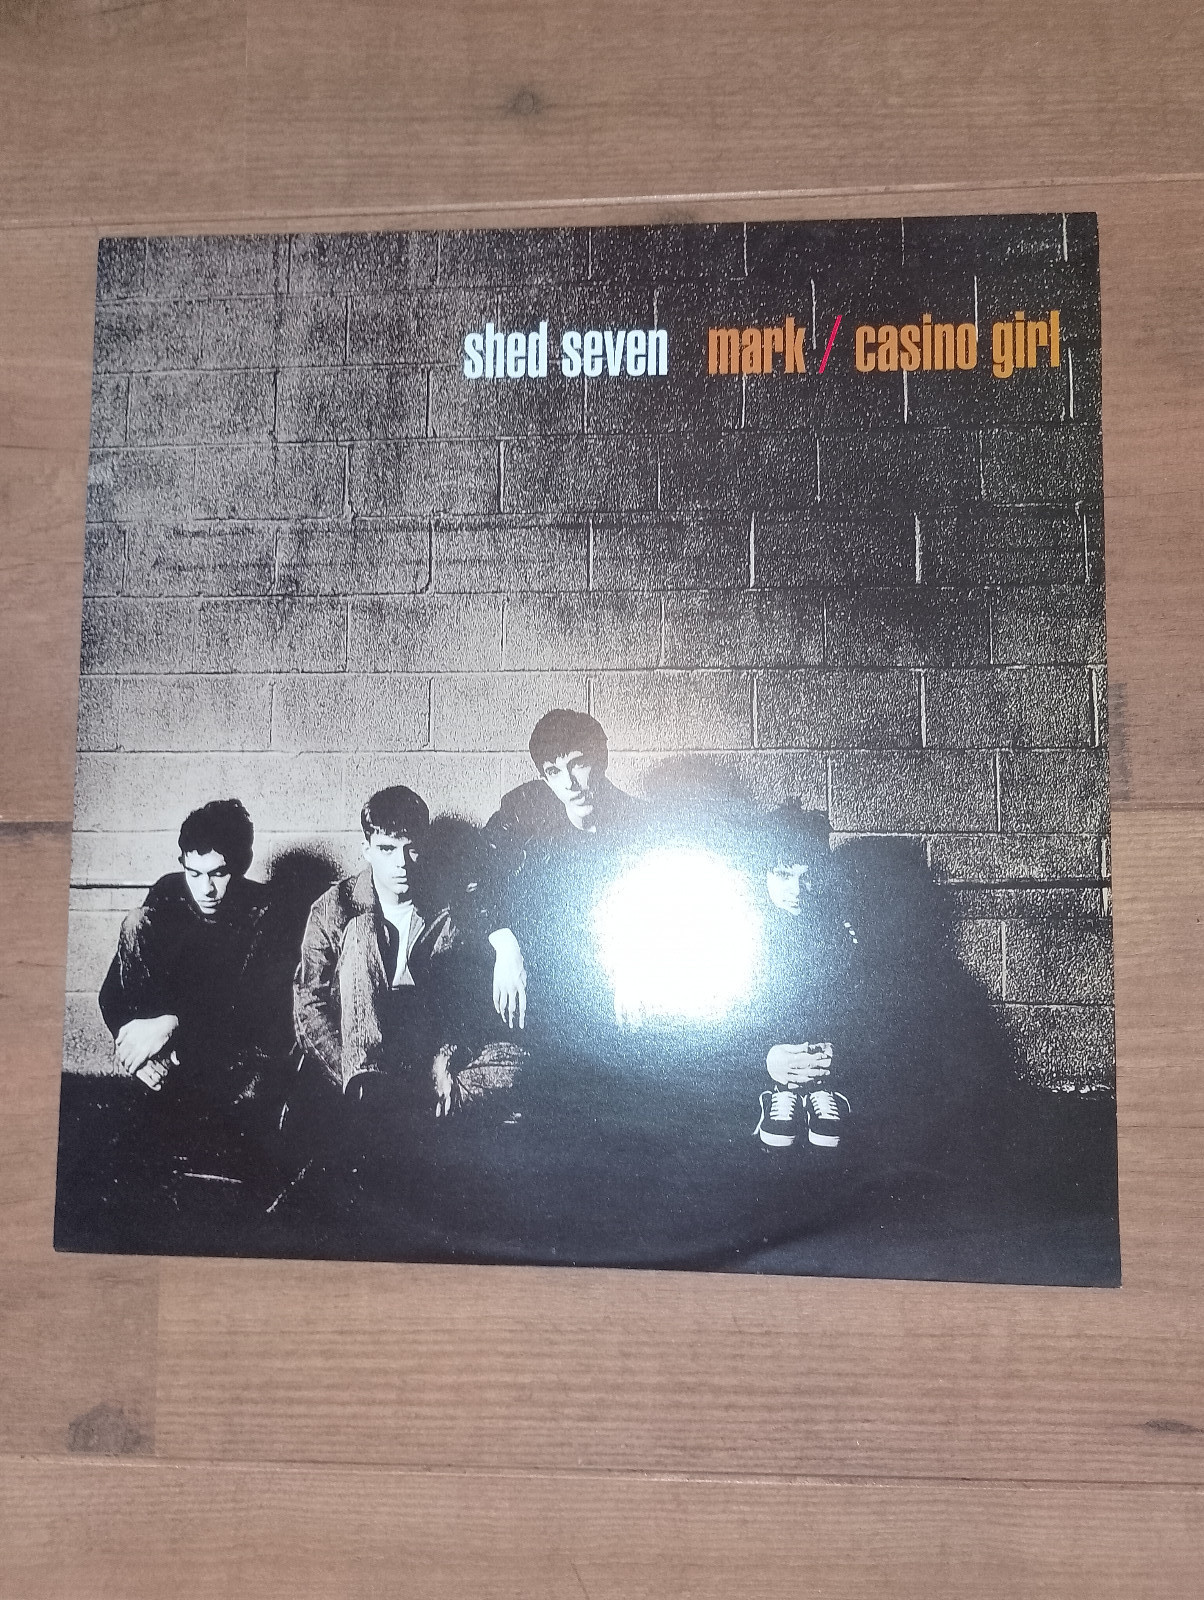 shed seven mark / casino girl